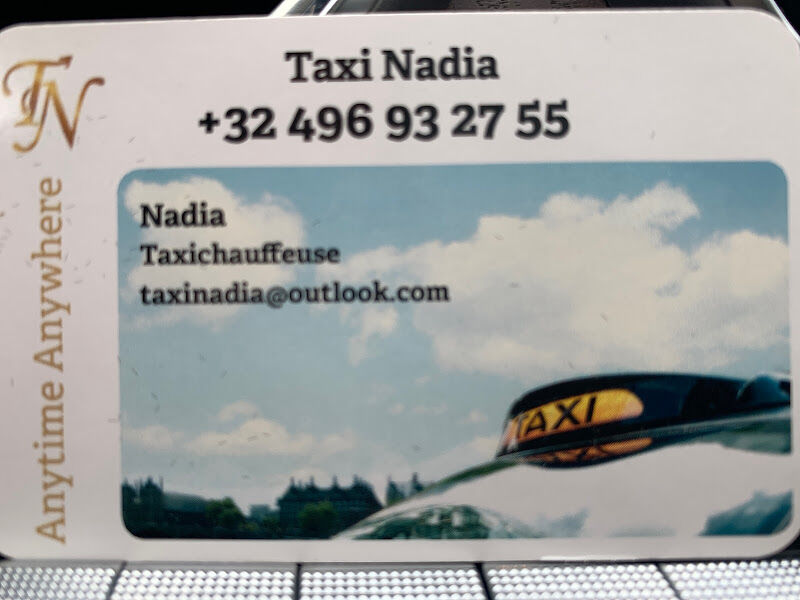 Taxi Nadia
+32 496 93 27 55
TN
Anytime Anywhere
Nadia
Taxichauffeuse
taxinadia@outlook.com
TAXI